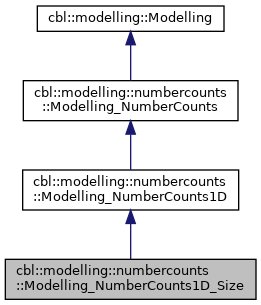 cbl::modelling::Modelling
cbl::modelling::numbercounts
::Modelling_NumberCounts
cbl::modelling::numbercounts
::Modelling_NumberCounts1D
cbl::modelling::numbercounts
::Modelling_NumberCounts1D_Size